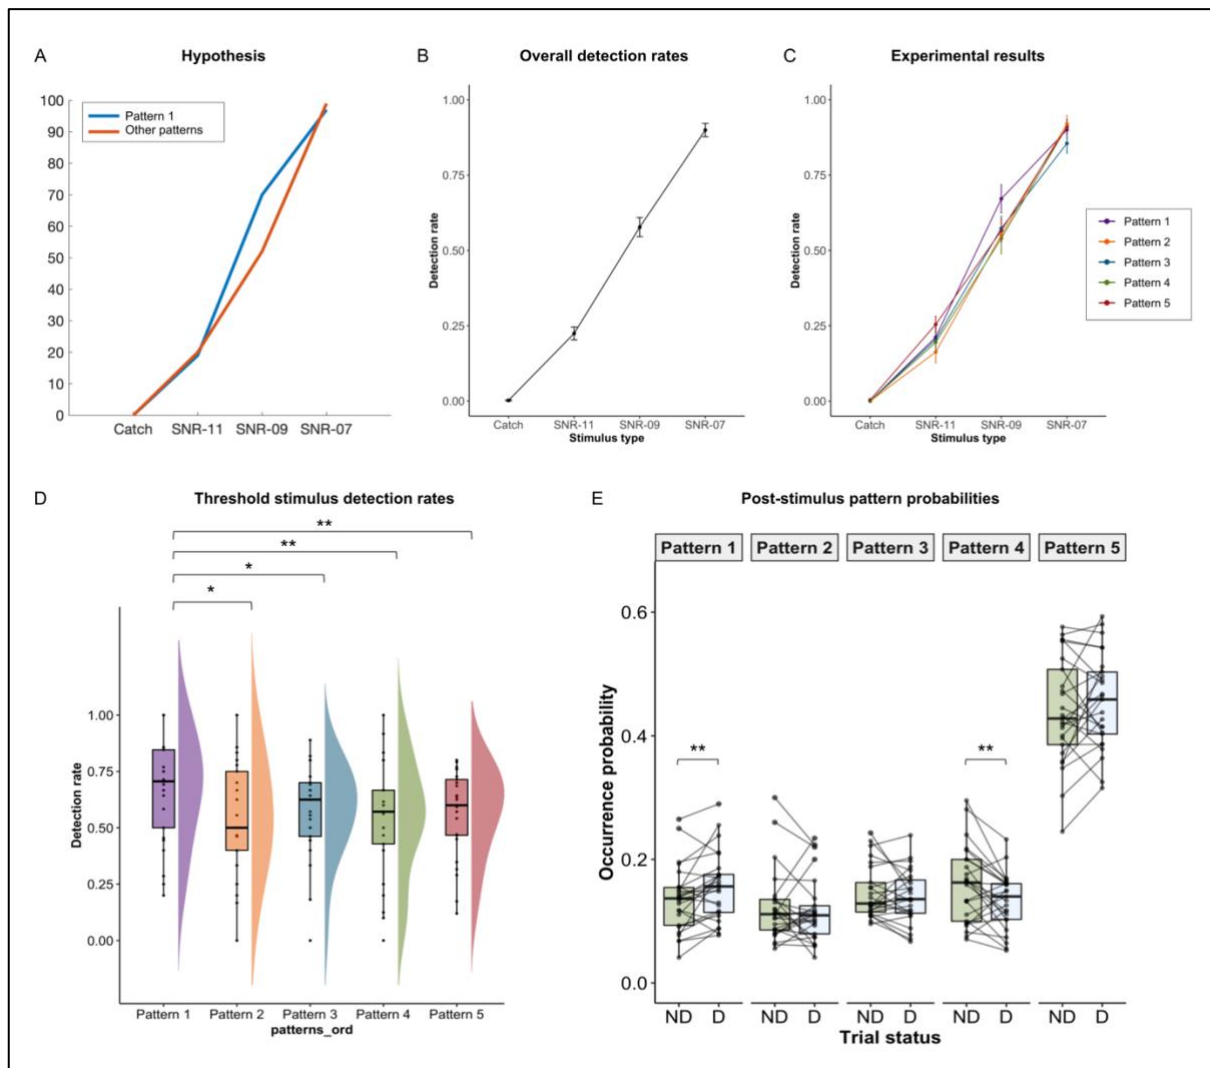 A
Hypothesis
100
90
80
70
60
50
40
30
20
10
0
Pattern 1
Other patterns
Catch SNR-11 SNR-09 SNR-07
B
Overall detection rates
Detection rate
1.00
0.75
0.50
0.25
0.00
Catch SNR-11 SNR-09 SNR-07
Stimulus type
C
Experimental results
Detection rate
1.00
0.75
0.50
0.25
0.00
Catch SNR-11 SNR-09 SNR-07
Stimulus type
Pattern 1
Pattern 2
Pattern 3
Pattern 4
Pattern 5
D
Threshold stimulus detection rates
**
**
*
*
Detection rate
1.00
0.75
0.50
0.25
0.00
Pattern 1 Pattern 2 Pattern 3 Pattern 4 Pattern 5
patterns_ord
E
Post-stimulus pattern probabilities
Pattern 1 Pattern 2 Pattern 3 Pattern 4 Pattern 5
Occurrence probability
0.6
0.4
0.2
0.0
** **
ND D ND D ND D ND D ND D
Trial status